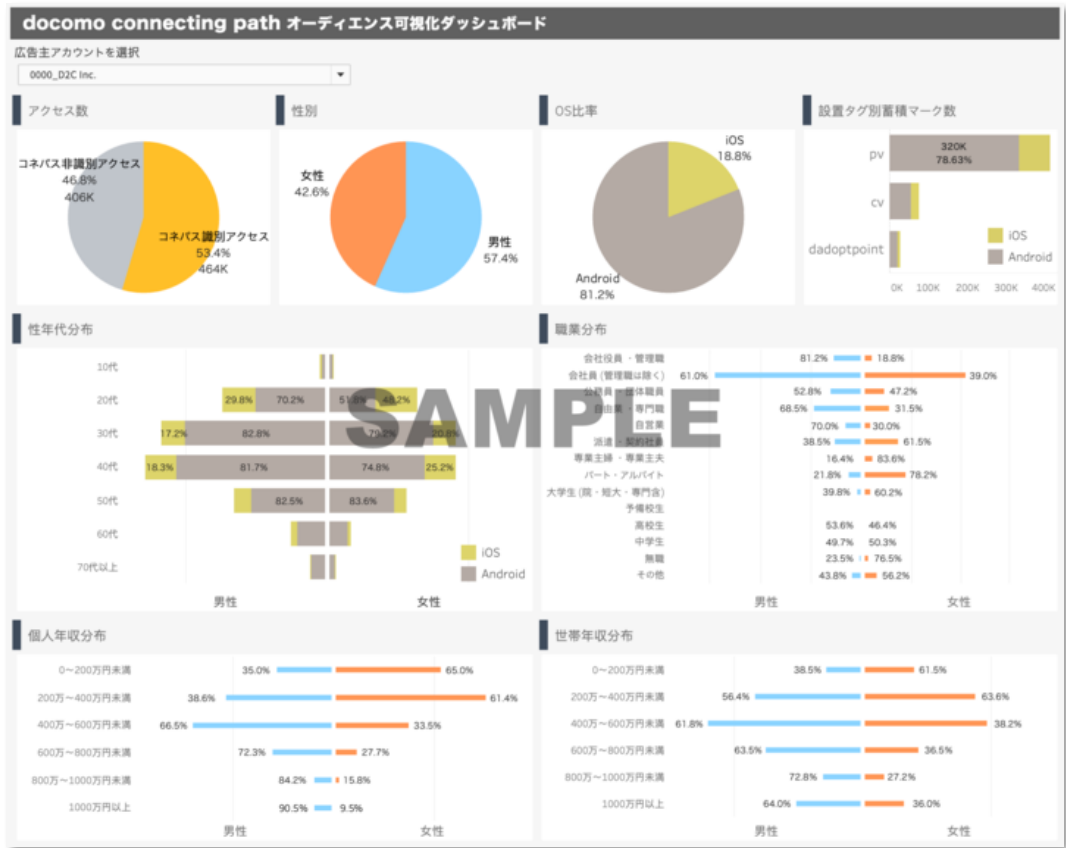 docomo connecting path オーディエンス可視化ダッシュボード
広告主アカウントを選択
0000_D2C Inc.
アクセス数
コネパス非識別アクセス
46.8%
406K
コネパス識別アクセス
53.4%
464K
性別
女性
42.6%
男性
57.4%
OS比率
iOS
18.8%
Android
81.2%
設置タグ別蓄積マーク数
pv
320K
78.63%
cv
dadoptpoint
iOS
Android
0K 100K 200K 300K 400K
性年代分布
10代
20代 29.8% 70.2% 51.8% 48.2%
30代 17.2% 82.8% 79.2% 20.8%
40代 18.3% 81.7% 74.8% 25.2%
50代 82.5% 83.6%
60代
70代以上
iOS
Android
男性 女性
SAMPLE
職業分布
会社役員・管理職 81.2% 18.8%
会社員(管理職は除く) 61.0% 39.0%
公務員・団体職員 52.8% 47.2%
自由業・専門職 68.5% 31.5%
自営業 70.0% 30.0%
派遣・契約社員 38.5% 61.5%
専業主婦・専業主夫 16.4% 83.6%
パート・アルバイト 21.8% 78.2%
大学生(院・短大・専門含) 39.8% 60.2%
予備校生
高校生 53.6% 46.4%
中学生 49.7% 50.3%
無職 23.5% 76.5%
その他 43.8% 56.2%
男性 女性
個人年収分布
0〜200万円未満 35.0% 65.0%
200万〜400万円未満 38.6% 61.4%
400万〜600万円未満 66.5% 33.5%
600万〜800万円未満 72.3% 27.7%
800万〜1000万円未満 84.2% 15.8%
1000万円以上 90.5% 9.5%
男性 女性
世帯年収分布
0〜200万円未満 38.5% 61.5%
200万〜400万円未満 56.4% 63.6%
400万〜600万円未満 61.8% 38.2%
600万〜800万円未満 63.5% 36.5%
800万〜1000万円未満 72.8% 27.2%
1000万円以上 64.0% 36.0%
男性 女性